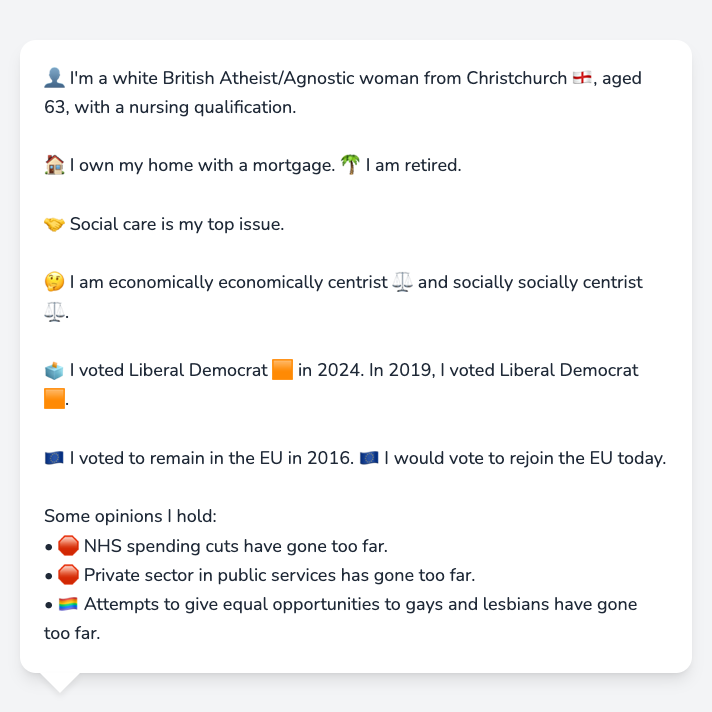 👤 I'm a white British Atheist/Agnostic woman from Christchurch 🏴󠁧󠁢󠁥󠁮󠁧󠁿, aged
63, with a nursing qualification.
🏠 I own my home with a mortgage. 🌴 I am retired.
🤝 Social care is my top issue.
🤔 I am economically economically centrist ⚖️ and socially socially centrist
⚖️.
🗳️ I voted Liberal Democrat 🟧 in 2024. In 2019, I voted Liberal Democrat
🟧.
🇪🇺 I voted to remain in the EU in 2016. 🇪🇺 I would vote to rejoin the EU today.
Some opinions I hold:
• 🛑 NHS spending cuts have gone too far.
• 🛑 Private sector in public services has gone too far.
• 🏳️‍🌈 Attempts to give equal opportunities to gays and lesbians have gone
too far.